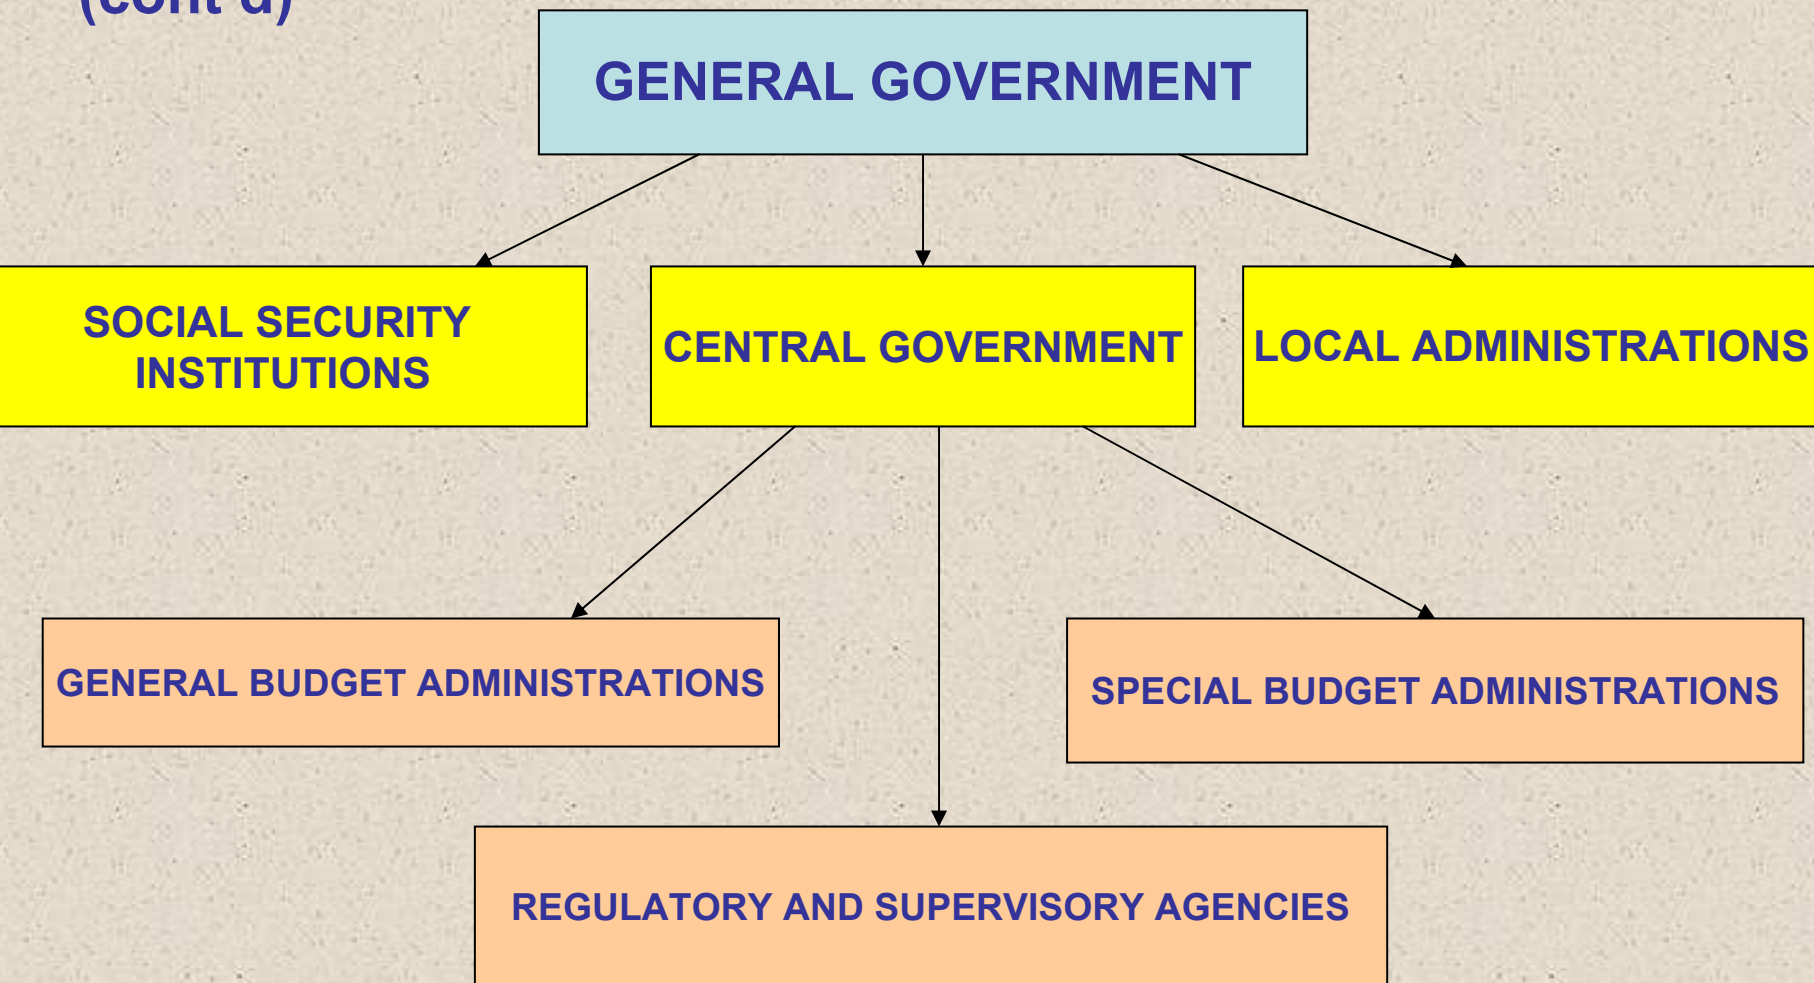 (cont'd)
GENERAL GOVERNMENT
SOCIAL SECURITY
INSTITUTIONS
CENTRAL GOVERNMENT
LOCAL ADMINISTRATIONS
GENERAL BUDGET ADMINISTRATIONS
SPECIAL BUDGET ADMINISTRATIONS
REGULATORY AND SUPERVISORY AGENCIES